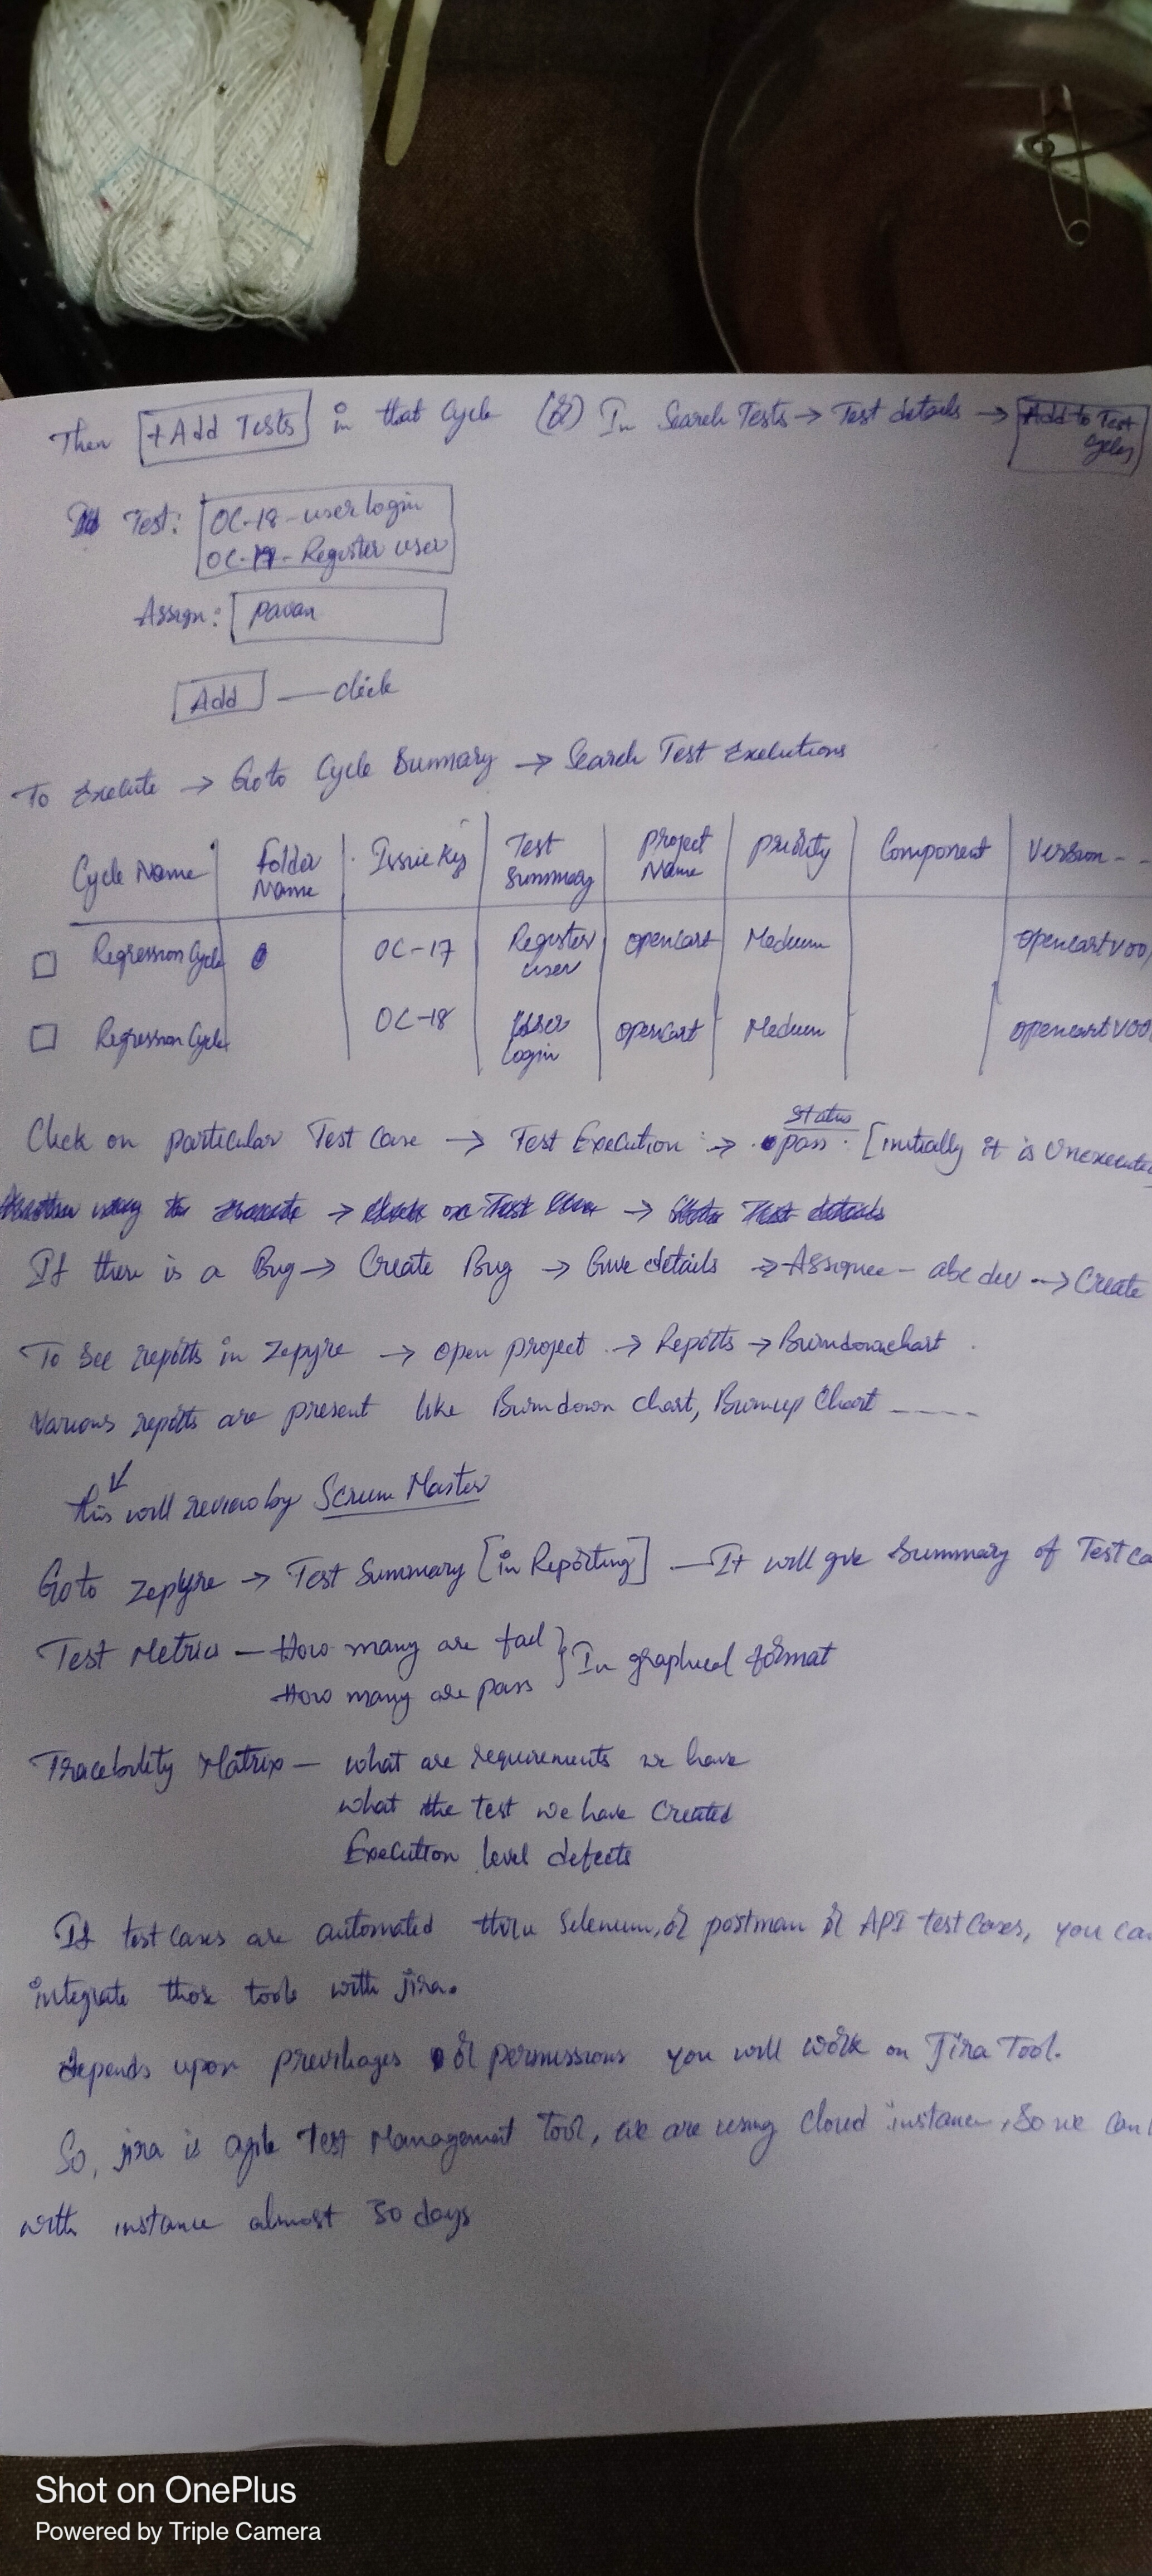 Then +Add Tests in that Cycle (or) In Search Tests → Test details → Add to Test Cycles
Test: OC-18-user login
OC-17-Register user
Assign: pavan
Add — click
To Execute → Goto Cycle Summary → Search Test Executions
Cycle Name | Folder Name | Issue Key | Test Summary | project Name | priority | Component | Version - -
Regression Cycle | OC-17 | Register user | opencart | Medium | opencart V00
Regression Cycle | OC-18 | User login | opencart | Medium | opencart V00
Status
Click on particular Test Case → Test Execution → pass [initially it is Unexecuted
→ Click on Test → Test details
If there is a Bug → Create Bug → Give details → Assignee - abc dev → Create
To See reports in Zepyre → open project → Reports → Burndownchart
Various reports are present like Burndown chart, Burnup Chart ----
this will review by Scrum Master
Goto Zephyre → Test Summary [in Reporting] — It will give Summary of Test ca
Test Metrics — How many are fail } In graphical format
How many are pass
Tracebility Matrix — what are requirements we have
what the test we have Created
Execution level defects
If test cases are automated thru Selenium, or postman or API test cases, you can
integrate those tools with jira.
depends upon previliages or permissions you will work on Jira Tool.
So, jira is agile Test Management Tool, we are using cloud instance, So we can
with instance almost 30 days
Shot on OnePlus
Powered by Triple Camera